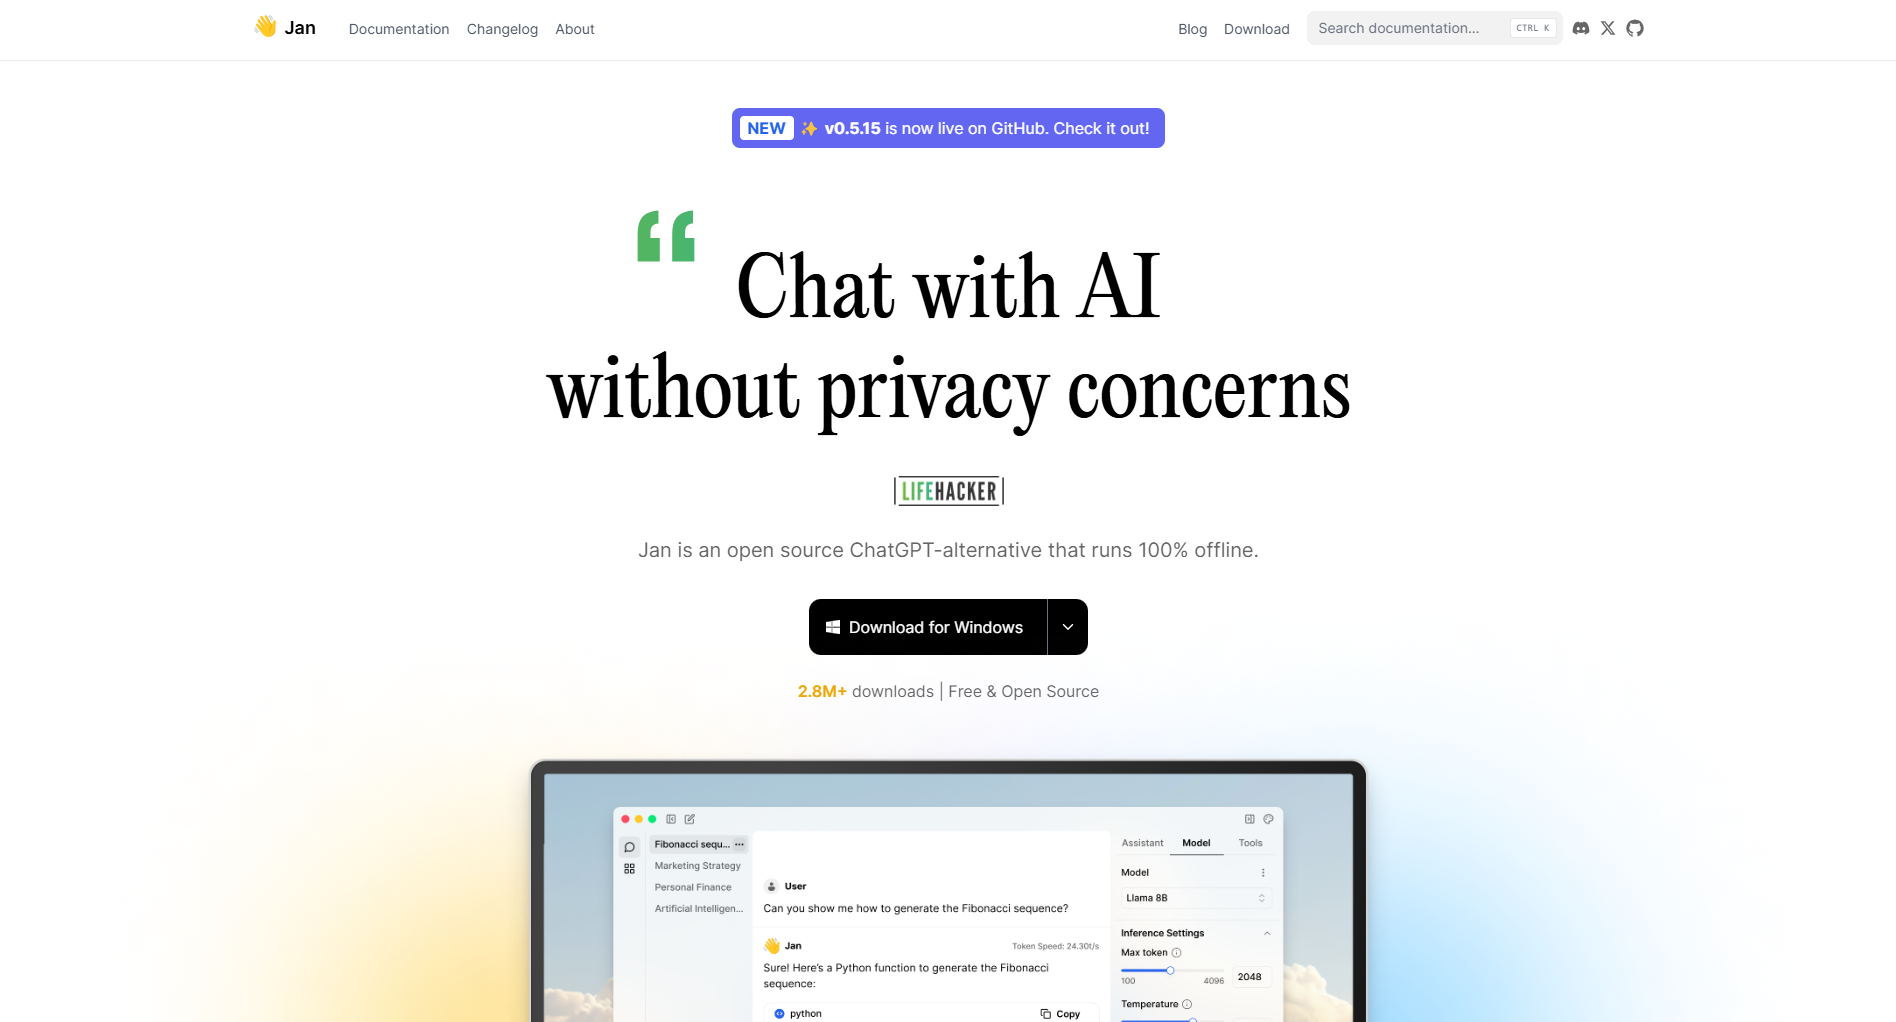 Jan
Documentation
Changelog
About
Blog
Download
Search documentation...
CTRL K
NEW ✨ v0.5.15 is now live on GitHub. Check it out!
“ Chat with AI
without privacy concerns
LIFEHACKER
Jan is an open source ChatGPT-alternative that runs 100% offline.
Download for Windows
2.8M+ downloads | Free & Open Source
Fibonacci sequ...
Marketing Strategy
Personal Finance
Artificial Intelligen...
User
Can you show me how to generate the Fibonacci sequence?
Jan
Token Speed: 24.30t/s
Sure! Here's a Python function to generate the Fibonacci
sequence:
python
Copy
Assistant
Model
Tools
Model
Llama 8B
Inference Settings
Max token
100
4096
2048
Temperature